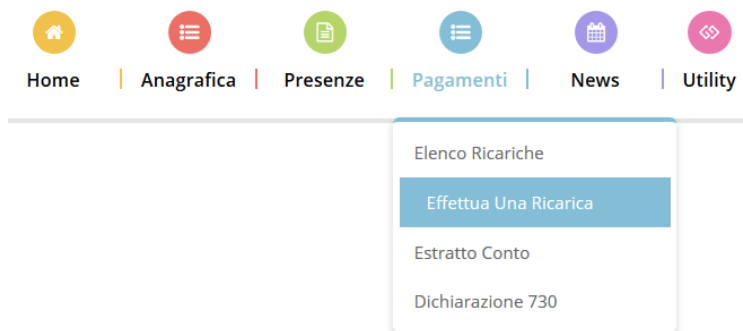 Home Anagrafica Presenze Pagamenti News Utility
Elenco Ricariche
Effettua Una Ricarica
Estratto Conto
Dichiarazione 730